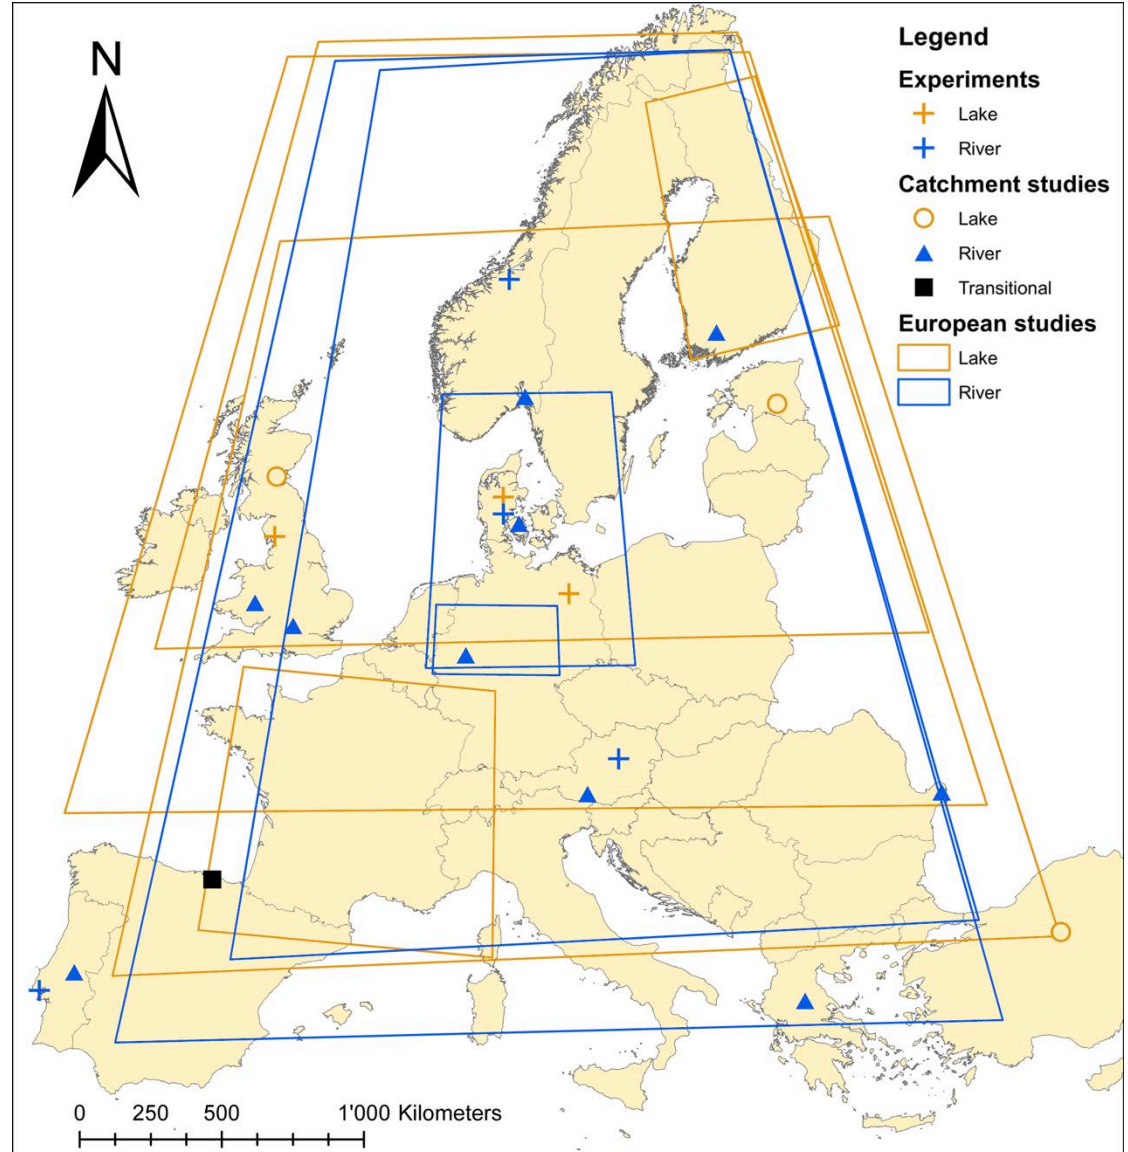 N
Legend
Experiments
Lake
River
Catchment studies
Lake
River
Transitional
European studies
Lake
River
0 250 500 1'000 Kilometers